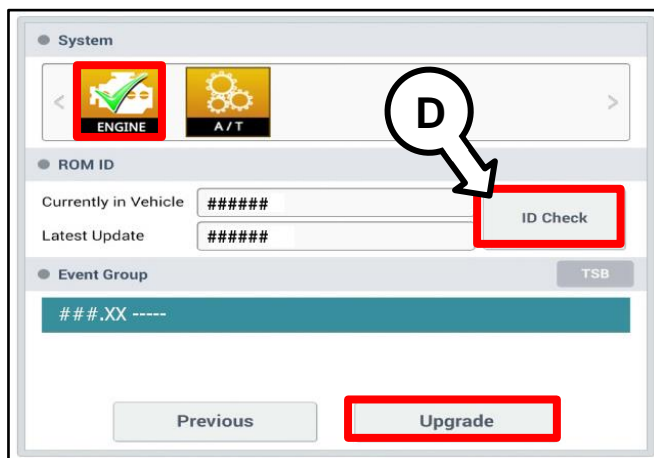 System
<
ENGINE
A/T
D
>
ROM ID
Currently in Vehicle ######
ID Check
Latest Update ######
Event Group
TSB
###.XX -----
Previous
Upgrade